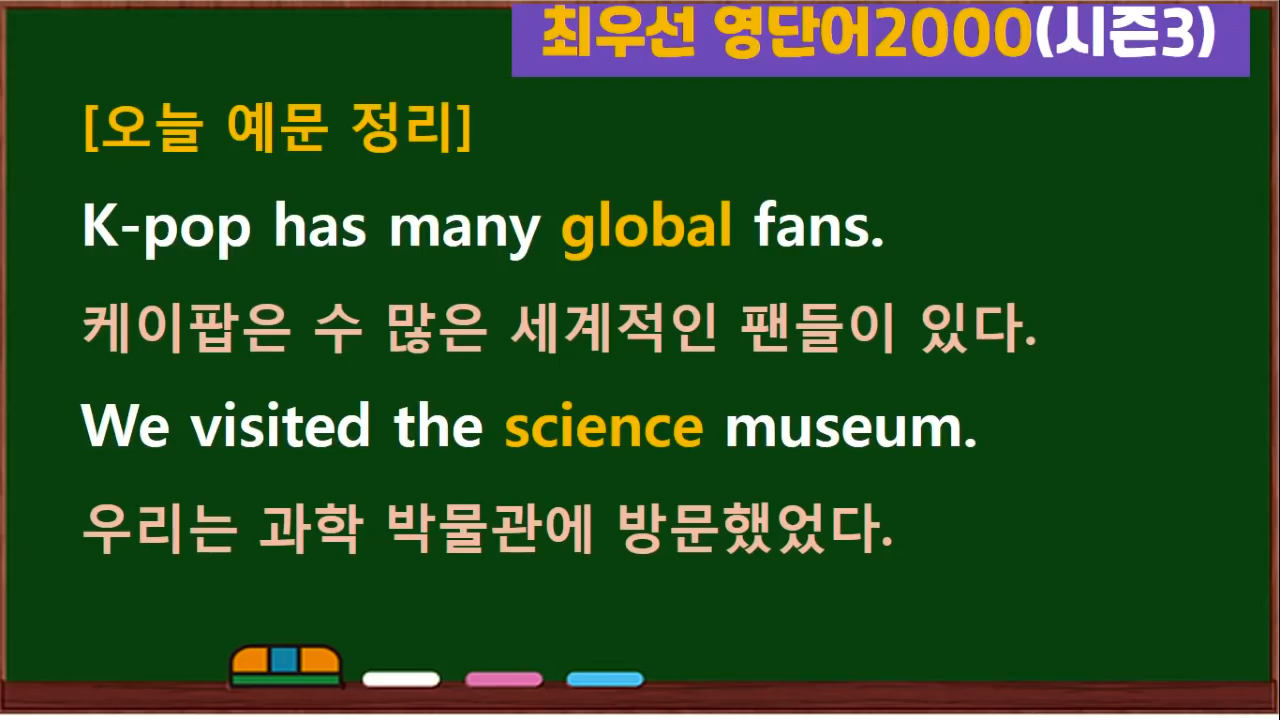 최우선 영단어2000(시즌3)
[오늘 예문 정리]
K-pop has many global fans.
케이팝은 수 많은 세계적인 팬들이 있다.
We visited the science museum.
우리는 과학 박물관에 방문했었다.